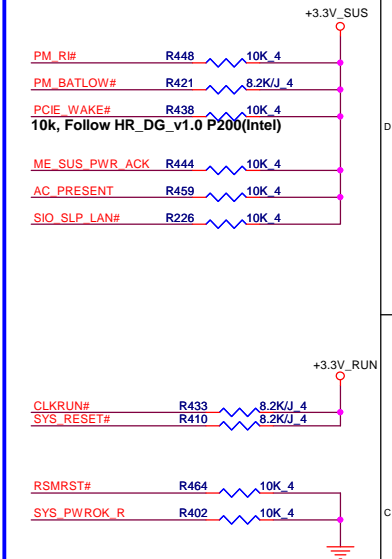 +3.3V_SUS
PM_RI# R448 10K_4
PM_BATLOW# R421 8.2K/J_4
PCIE_WAKE# R438 10K_4
10k, Follow HR_DG_v1.0 P200(Intel)
D
ME_SUS_PWR_ACK R444 10K_4
AC_PRESENT R459 10K_4
SIO_SLP_LAN# R226 10K_4
+3.3V_RUN
CLKRUN# R433 8.2K/J_4
SYS_RESET# R410 8.2K/J_4
RSMRST# R464 10K_4
SYS_PWROK_R R402 10K_4
C